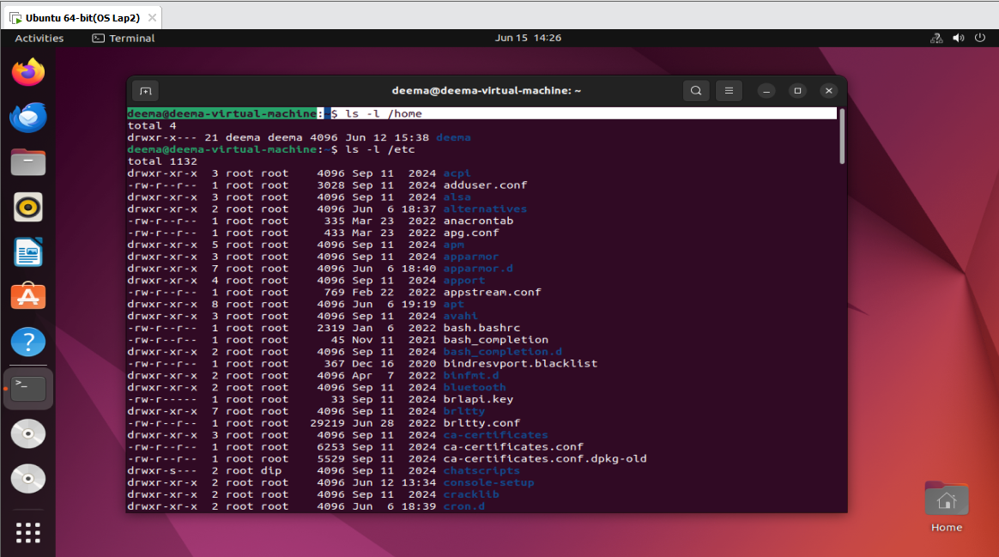 Ubuntu 64-bit(OS Lap2)
Activities
Terminal
Jun 15 14:26
deema@deema-virtual-machine: ~
deema@deema-virtual-machine:~$ ls -l /home
total 4
drwxr-x--- 21 deema deema 4096 Jun 12 15:38 deema
deema@deema-virtual-machine:~$ ls -l /etc
total 1132
drwxr-xr-x  3 root root    4096 Sep 11  2024 acpi
-rw-r--r--  1 root root    3028 Sep 11  2024 adduser.conf
drwxr-xr-x  3 root root    4096 Sep 11  2024 alsa
drwxr-xr-x  2 root root    4096 Jun  6 18:37 alternatives
-rw-r--r--  1 root root     335 Mar 23  2022 anacrontab
-rw-r--r--  1 root root     433 Mar 23  2022 apg.conf
drwxr-xr-x  5 root root    4096 Sep 11  2024 apm
drwxr-xr-x  3 root root    4096 Sep 11  2024 apparmor
drwxr-xr-x  7 root root    4096 Jun  6 18:40 apparmor.d
drwxr-xr-x  4 root root    4096 Sep 11  2024 apport
-rw-r--r--  1 root root     769 Feb 22  2022 appstream.conf
drwxr-xr-x  8 root root    4096 Jun  6 19:19 apt
drwxr-xr-x  3 root root    4096 Sep 11  2024 avahi
-rw-r--r--  1 root root    2319 Jan  6  2022 bash.bashrc
-rw-r--r--  1 root root      45 Nov 11  2021 bash_completion
drwxr-xr-x  2 root root    4096 Sep 11  2024 bash_completion.d
-rw-r--r--  1 root root     367 Dec 16  2020 bindresvport.blacklist
drwxr-xr-x  2 root root    4096 Apr  7  2022 binfmt.d
drwxr-xr-x  2 root root    4096 Sep 11  2024 bluetooth
-rw-r-----  1 root root      33 Sep 11  2024 brlapi.key
drwxr-xr-x  7 root root    4096 Sep 11  2024 brltty
-rw-r--r--  1 root root   29219 Jun 28  2022 brltty.conf
drwxr-xr-x  3 root root    4096 Sep 11  2024 ca-certificates
-rw-r--r--  1 root root    6253 Sep 11  2024 ca-certificates.conf
-rw-r--r--  1 root root    5529 Sep 11  2024 ca-certificates.conf.dpkg-old
drwxr-s---  2 root dip     4096 Sep 11  2024 chatscripts
drwxr-xr-x  2 root root    4096 Jun 12 13:34 console-setup
drwxr-xr-x  2 root root    4096 Sep 11  2024 cracklib
drwxr-xr-x  2 root root    4096 Jun  6 18:39 cron.d
Home